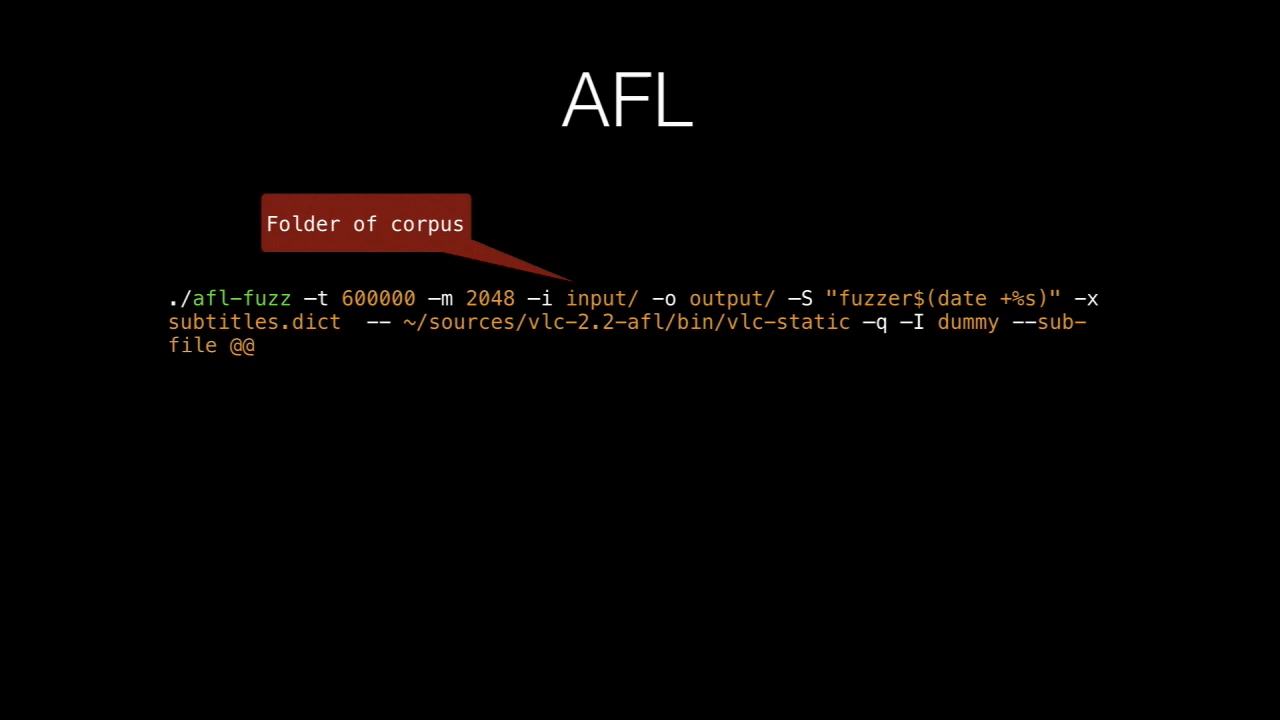 AFL
Folder of corpus
./afl-fuzz -t 600000 -m 2048 -i input/ -o output/ -S "fuzzer$(date +%s)" -x
subtitles.dict  -- ~/sources/vlc-2.2-afl/bin/vlc-static -q -I dummy --sub-
file @@